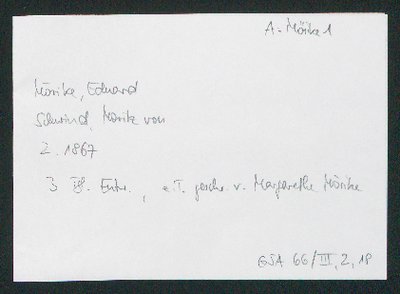 A-Mörike 1
Mörike, Eduard
Schwind, Moritz von
2. 1867
3 Bl. Entw., z.T. geschr. v. Margarethe Mörike
GSA 66/III, 2, 18